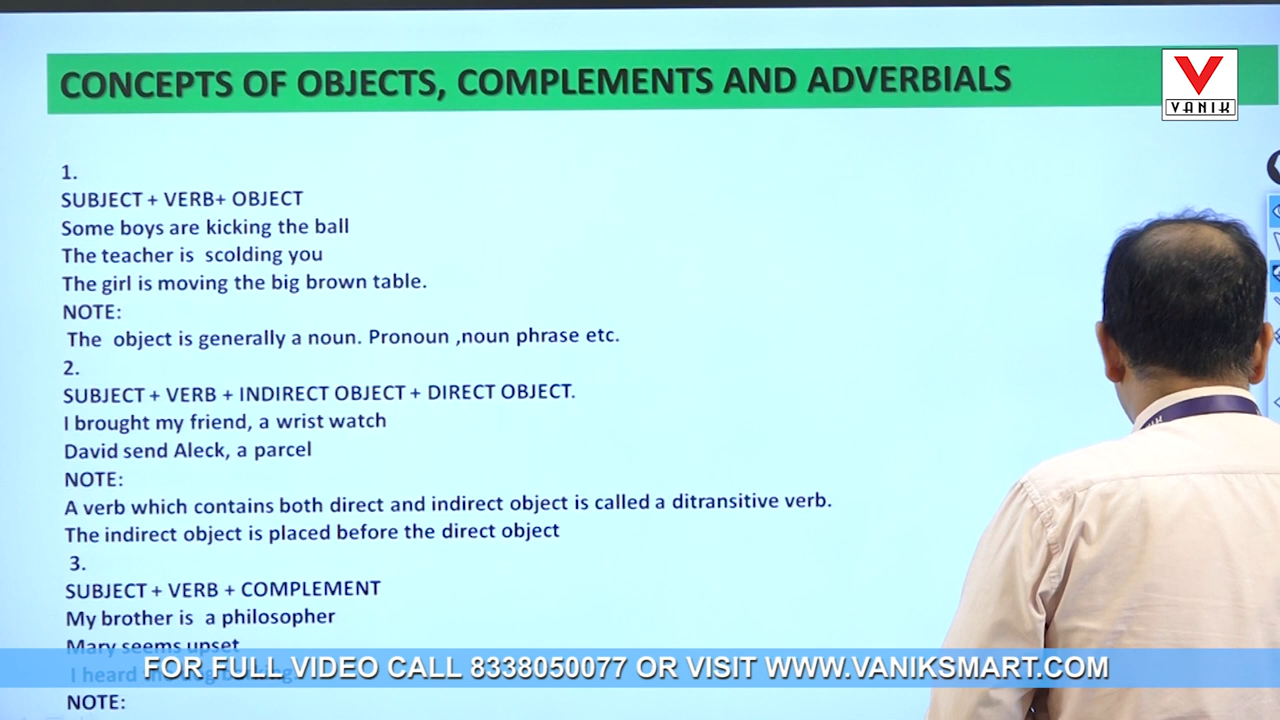 CONCEPTS OF OBJECTS, COMPLEMENTS AND ADVERBIALS
VANIK
1.
SUBJECT + VERB+ OBJECT
Some boys are kicking the ball
The teacher is scolding you
The girl is moving the big brown table.
NOTE:
The object is generally a noun. Pronoun ,noun phrase etc.
2.
SUBJECT + VERB + INDIRECT OBJECT + DIRECT OBJECT.
I brought my friend, a wrist watch
David send Aleck, a parcel
NOTE:
A verb which contains both direct and indirect object is called a ditransitive verb.
The indirect object is placed before the direct object
3.
SUBJECT + VERB + COMPLEMENT
My brother is a philosopher
Mary seems upset
I heard
FOR FULL VIDEO CALL 8338050077 OR VISIT WWW.VANIKSMART.COM
NOTE: